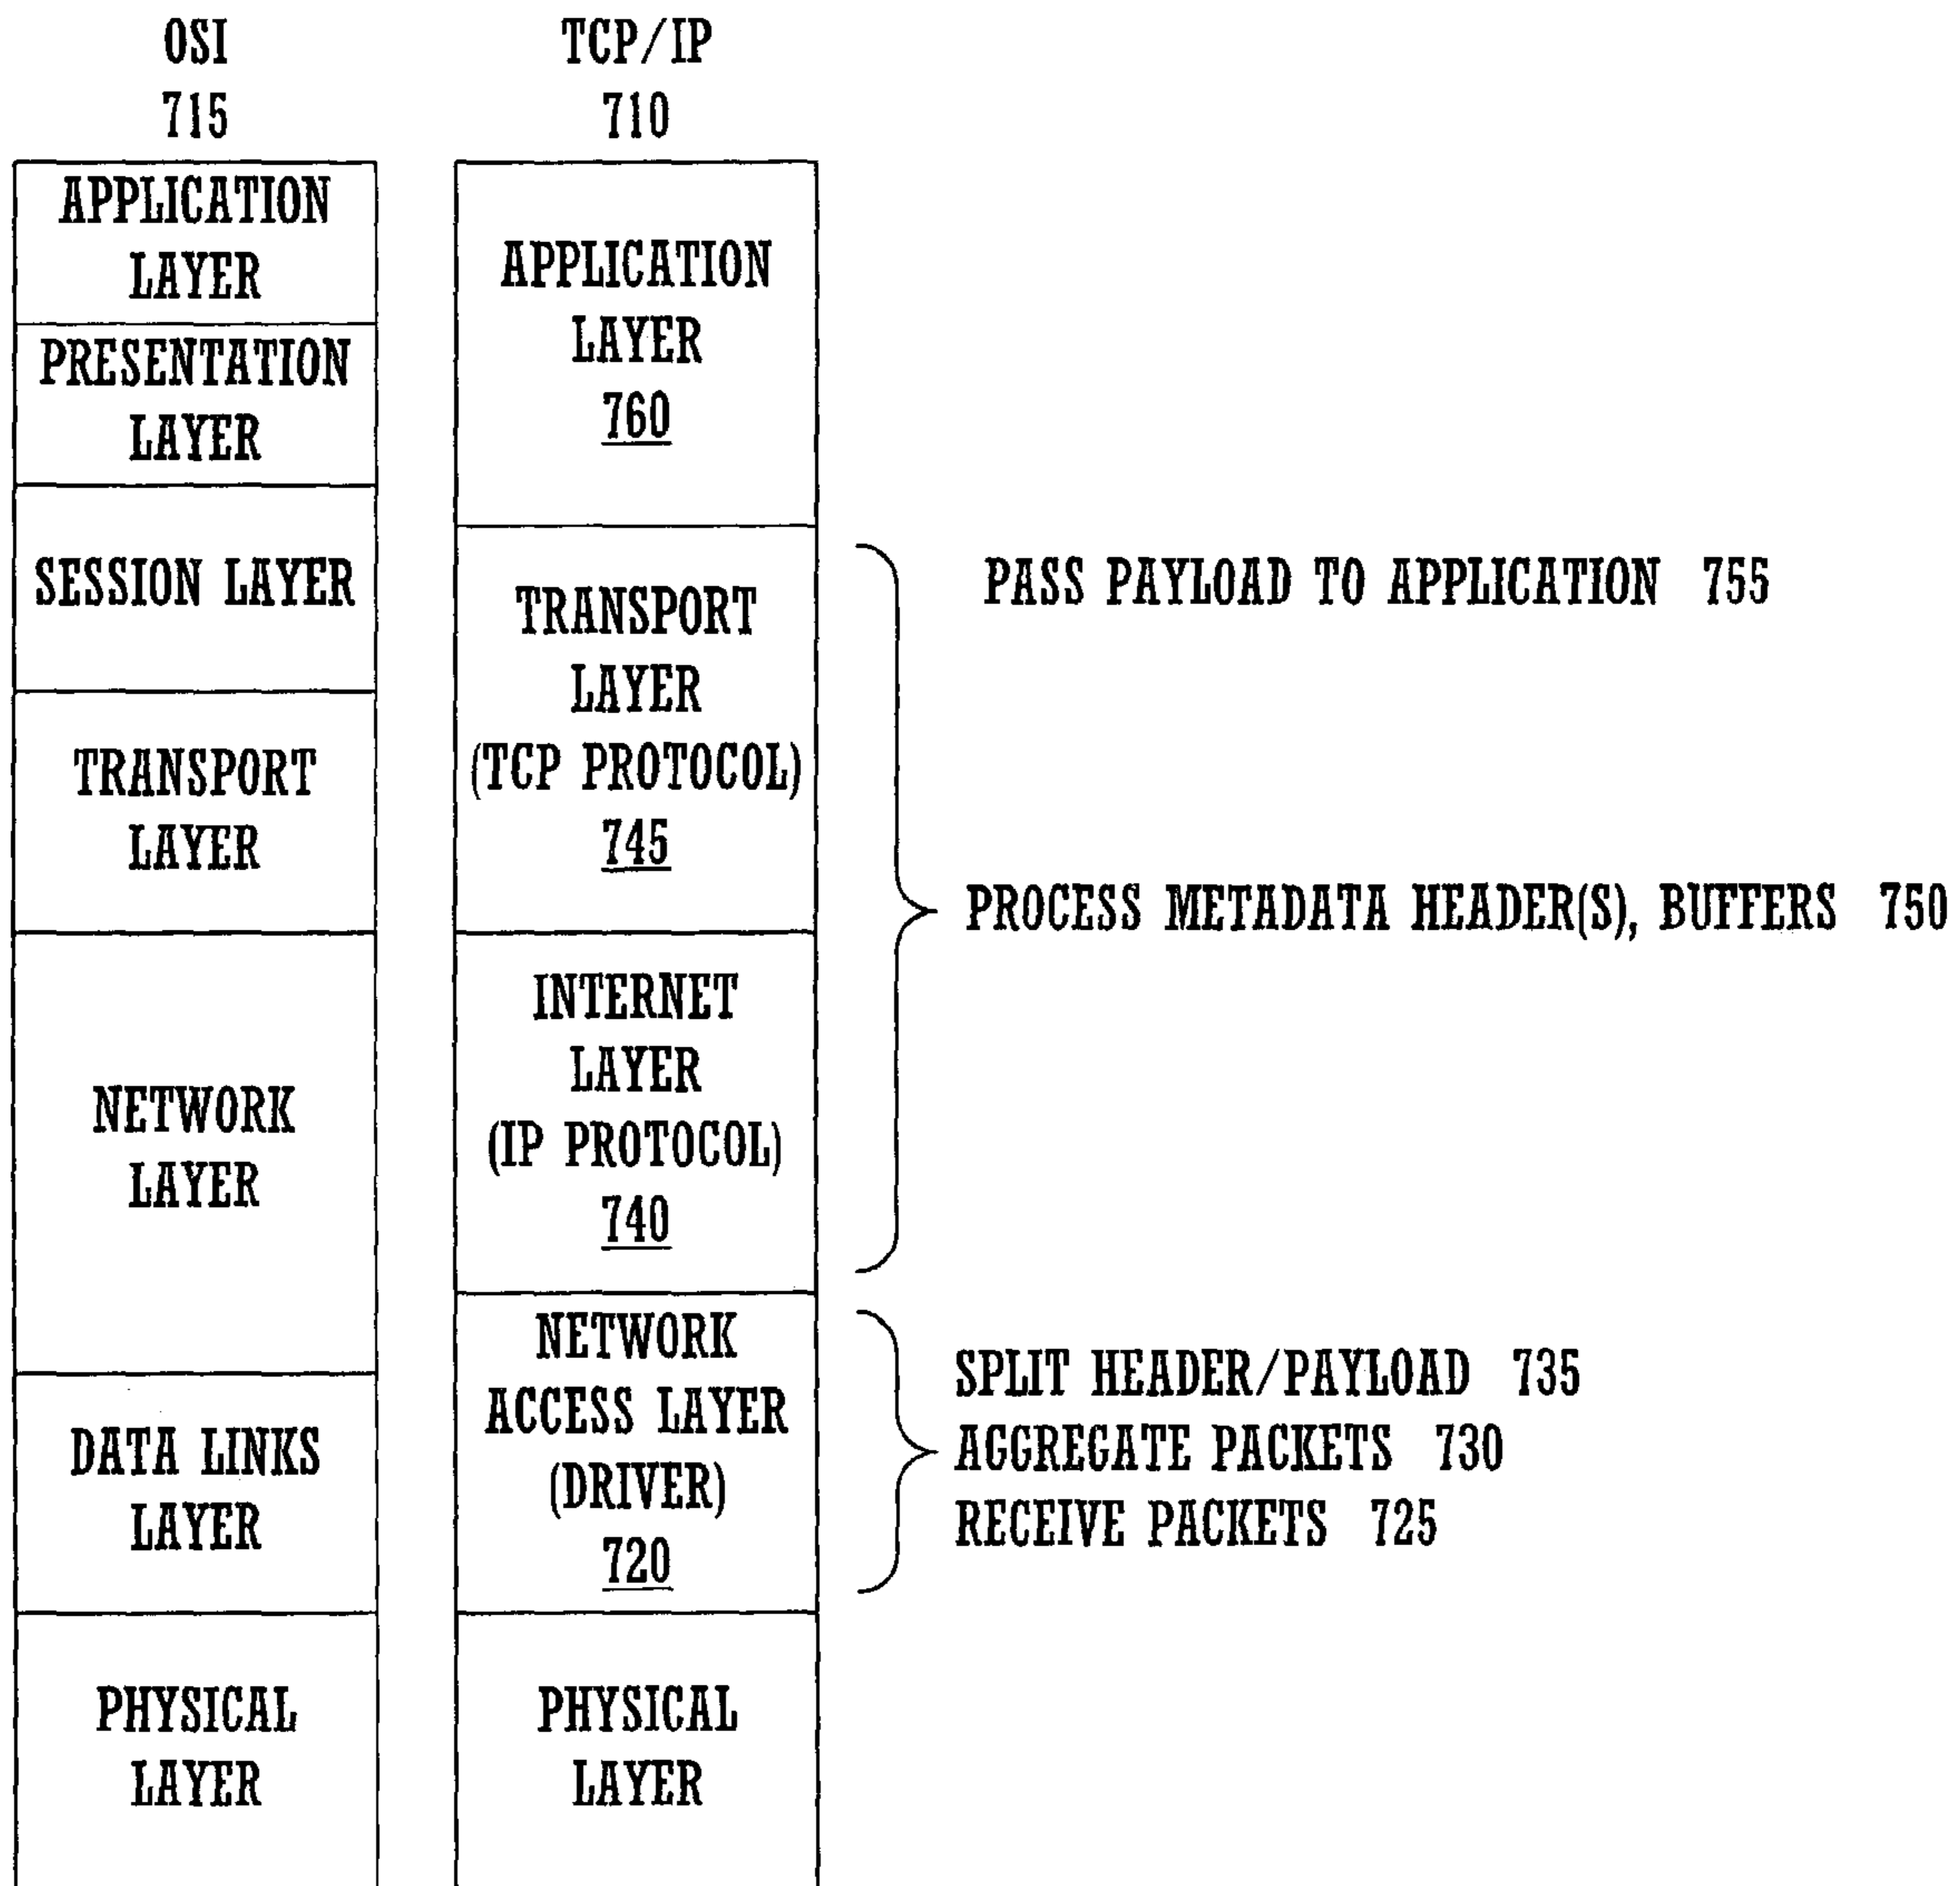 OSI
715
APPLICATION
LAYER
PRESENTATION
LAYER
SESSION LAYER
TRANSPORT
LAYER
NETWORK
LAYER
DATA LINKS
LAYER
PHYSICAL
LAYER
TCP/IP
710
APPLICATION
LAYER
760
TRANSPORT
LAYER
(TCP PROTOCOL)
745
INTERNET
LAYER
(IP PROTOCOL)
740
NETWORK
ACCESS LAYER
(DRIVER)
720
PHYSICAL
LAYER
PASS PAYLOAD TO APPLICATION 755
PROCESS METADATA HEADER(S), BUFFERS 750
SPLIT HEADER/PAYLOAD 735
AGGREGATE PACKETS 730
RECEIVE PACKETS 725